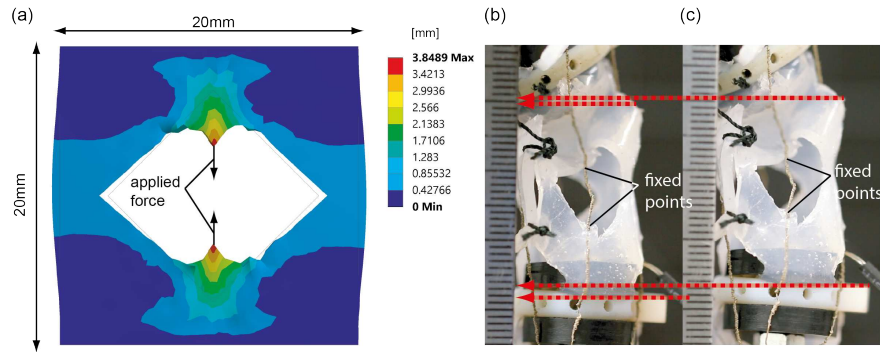 (a)
20mm
20mm
applied
force
[mm]
3.8489 Max
3.4213
2.9936
2.566
2.1383
1.7106
1.283
0.85532
0.42766
0 Min
(b)
fixed
points
(c)
fixed
points